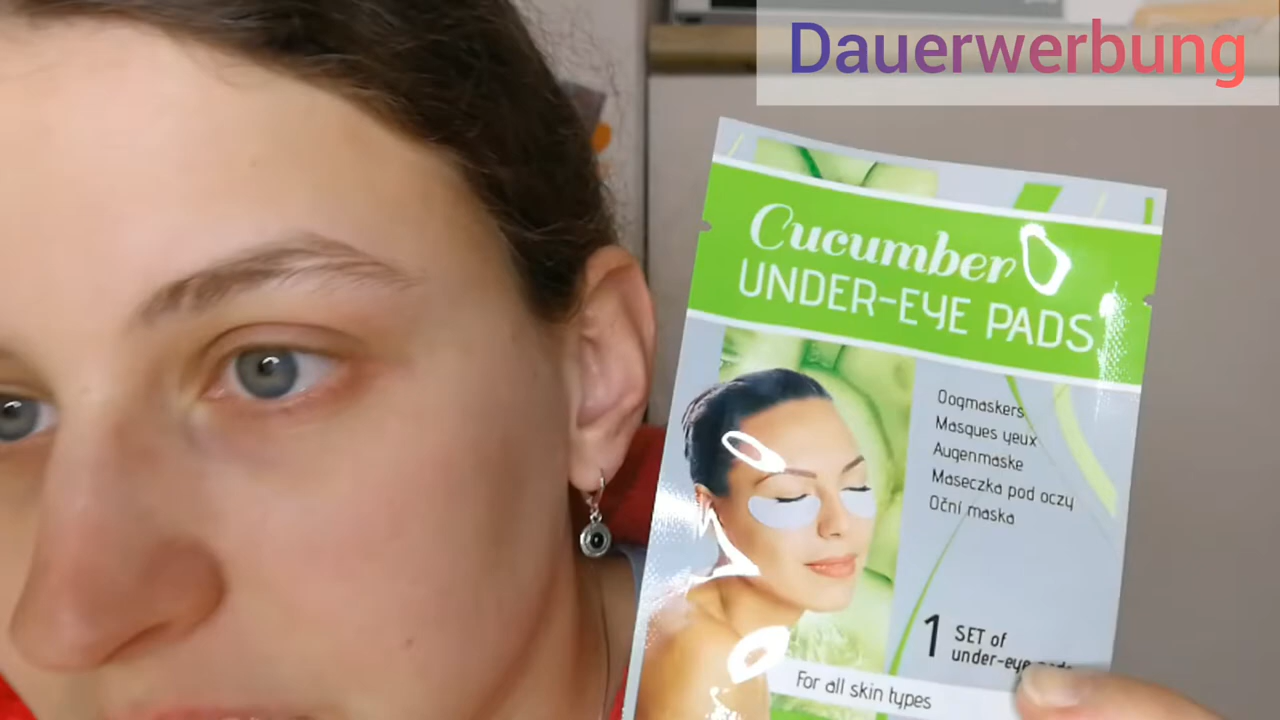 Dauerwerbung
Cucumber
UNDER-EYE PADS
Oogmaskers
Masques yeux
Augenmaske
Maseczka pod oczy
Oční maska
1 SET of
under-eye pads
For all skin types